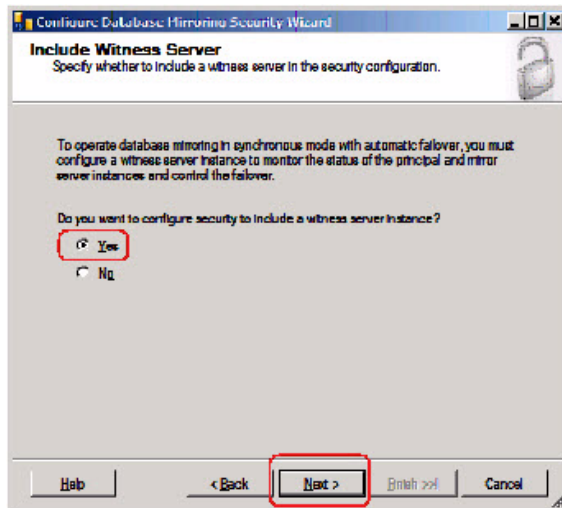 Configure Database Mirroring Security Wizard
Include Witness Server
Specify whether to include a witness server in the security configuration.
To operate database mirroring in synchronous mode with automatic failover, you must
configure a witness server instance to monitor the status of the principal and mirror
server instances and control the failover.
Do you want to configure security to include a witness server instance?
Yes
No
Help
< Back
Next >
Finish >>|
Cancel